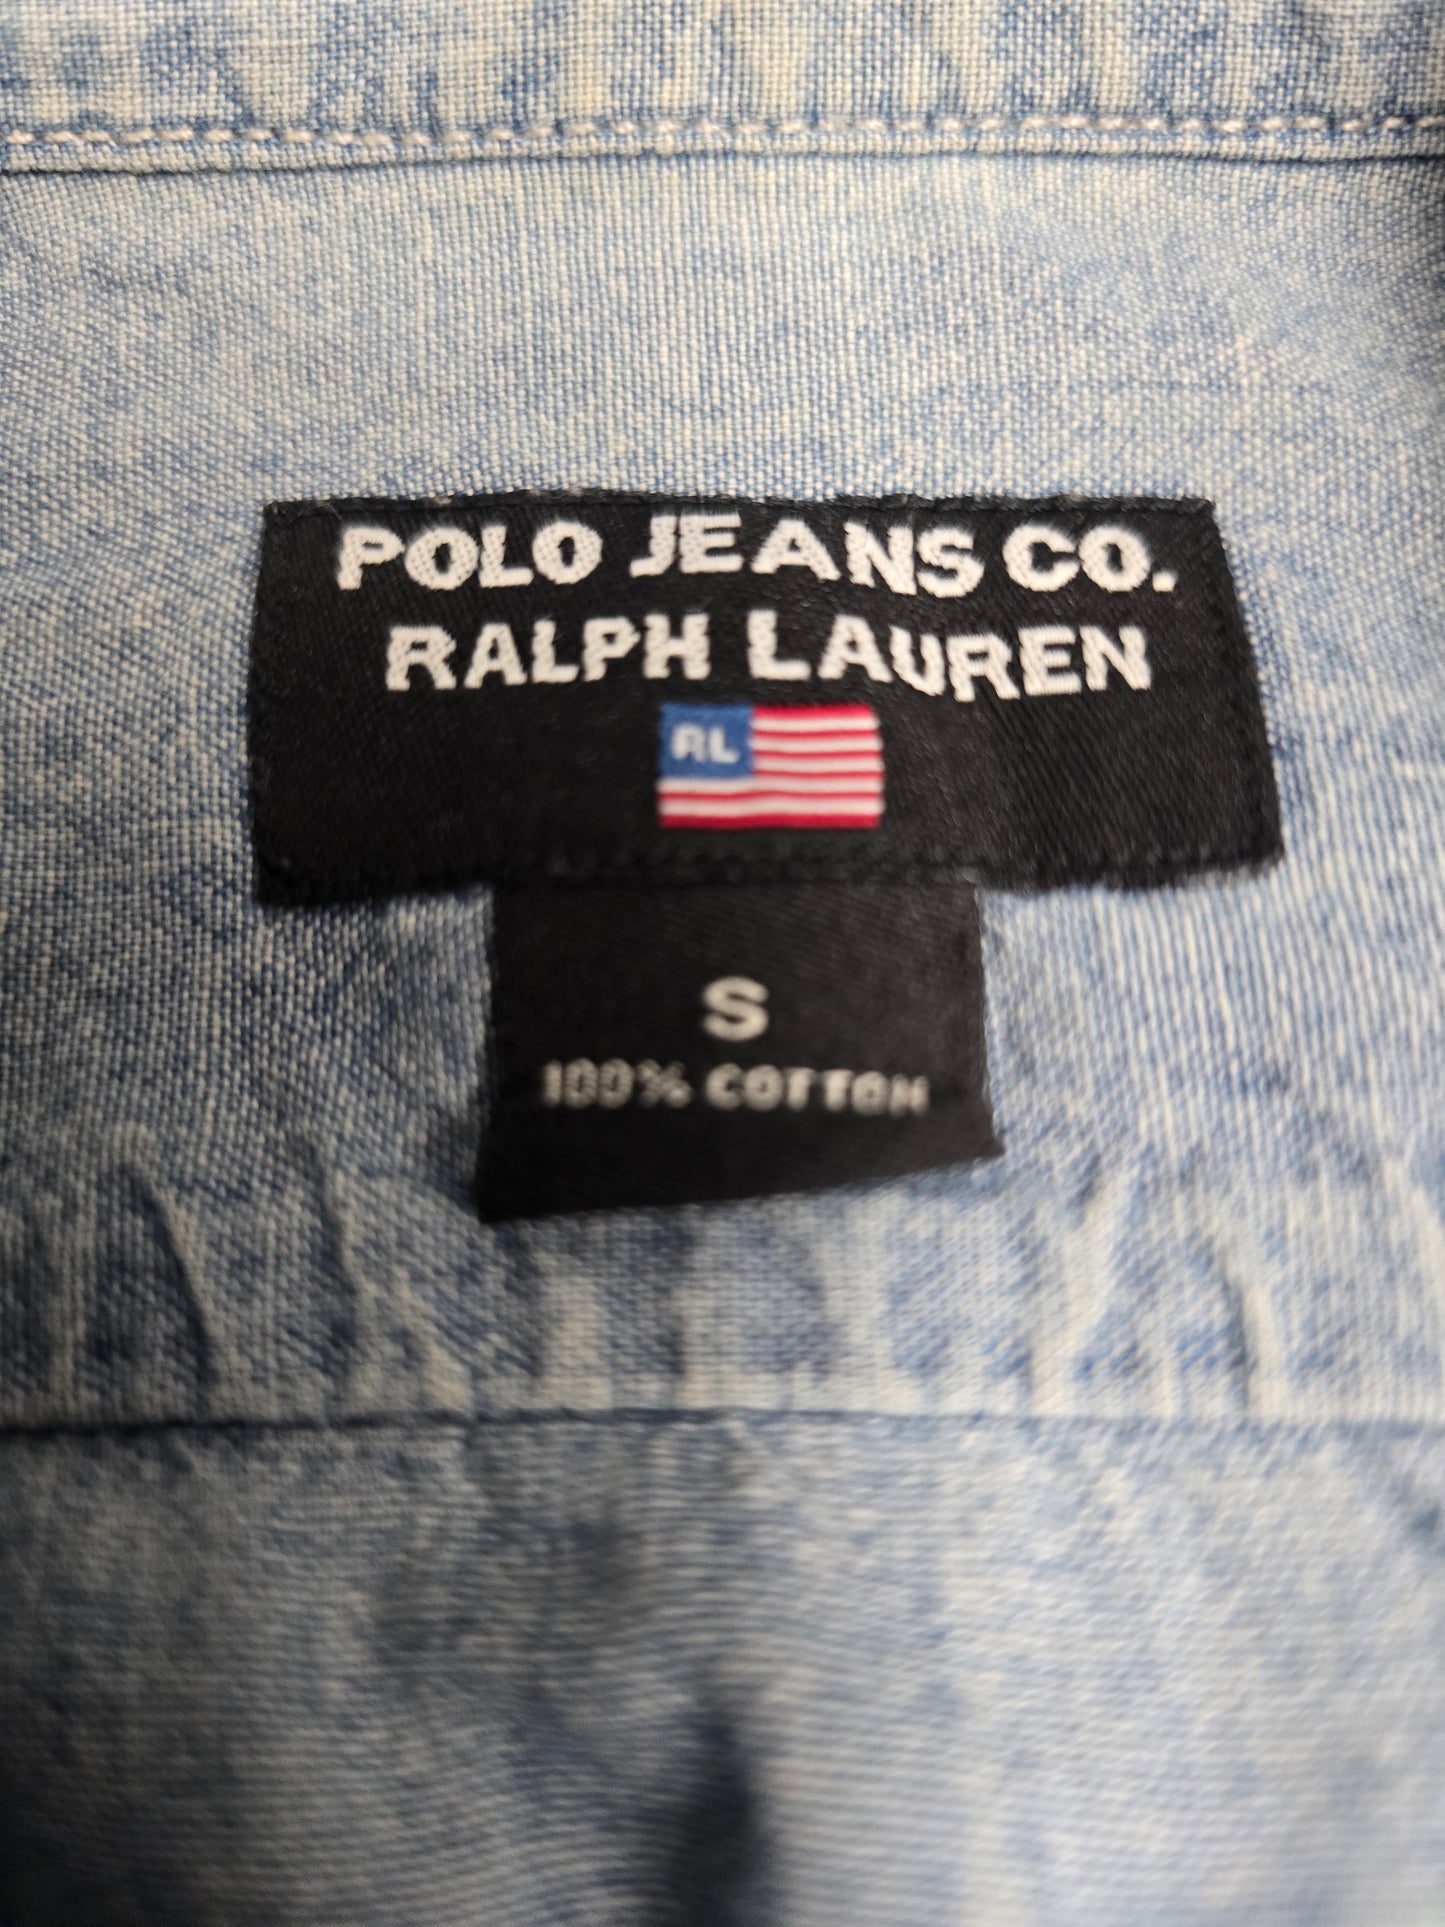 POLO JEANS CO.
RALPH LAUREN
RL
S
100% COTTON